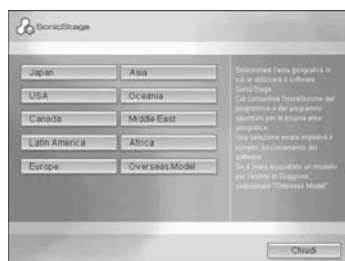 SonicStage
Japan
Asia
USA
Oceania
Canada
Middle East
Latin America
Africa
Europe
Overseas Model
Selezionare l'area geografica in
cui si utilizzerà il software
SonicStage.
Ciò consentirà l'installazione del
programma o dei programmi
opportuni per la propria area
geografica.
Una selezione errata impedirà il
corretto funzionamento del
software.
Se è stato acquistato un modello
per l'estero in Giappone,
selezionare "Overseas Model"
Chiudi